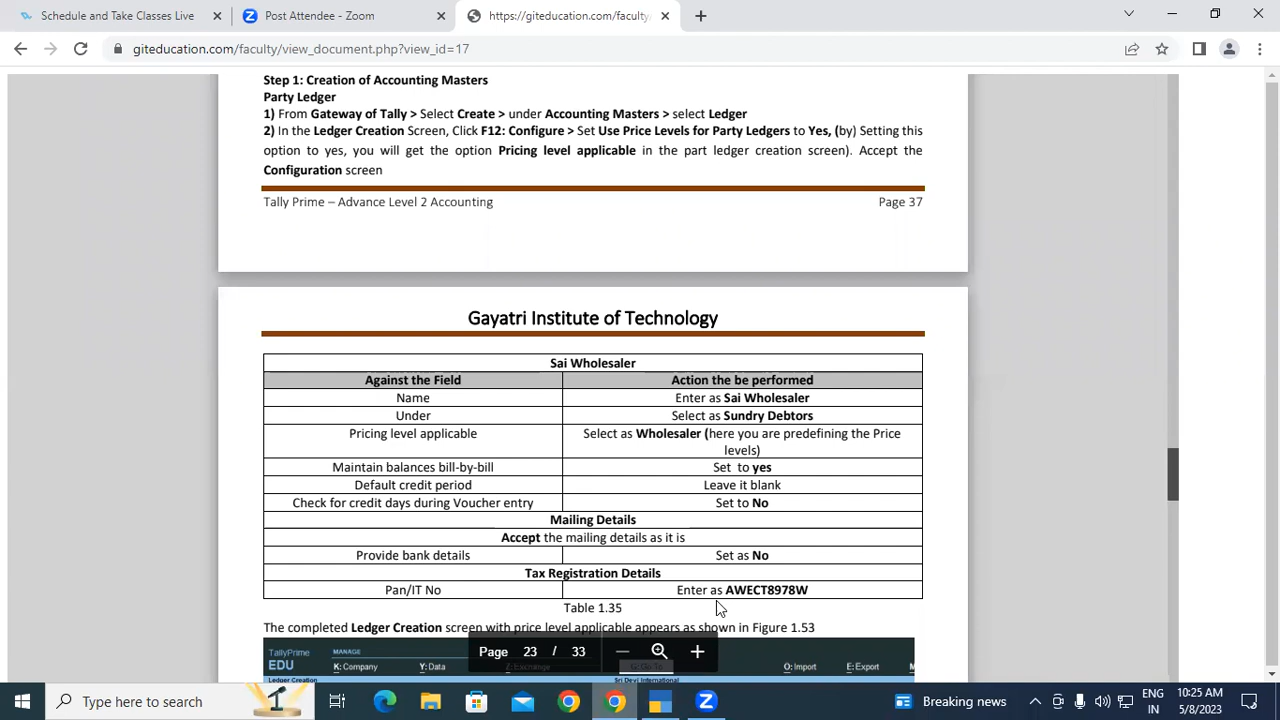 Schedule and Take Classes Live
Post Attendee - Zoom
https://giteducation.com/faculty/
giteducation.com/faculty/view_document.php?view_id=17
Step 1: Creation of Accounting Masters
Party Ledger
1) From Gateway of Tally > Select Create > under Accounting Masters > select Ledger
2) In the Ledger Creation Screen, Click F12: Configure > Set Use Price Levels for Party Ledgers to Yes, (by) Setting this
option to yes, you will get the option Pricing level applicable in the part ledger creation screen). Accept the
Configuration screen
Tally Prime – Advance Level 2 Accounting Page 37
Gayatri Institute of Technology
Sai Wholesaler
Against the Field Action the be performed
Name Enter as Sai Wholesaler
Under Select as Sundry Debtors
Pricing level applicable Select as Wholesaler (here you are predefining the Price
levels)
Maintain balances bill-by-bill Set to yes
Default credit period Leave it blank
Check for credit days during Voucher entry Set to No
Mailing Details
Accept the mailing details as it is
Provide bank details Set as No
Tax Registration Details
Pan/IT No Enter as AWECT8978W
Table 1.35
The completed Ledger Creation screen with price level applicable appears as shown in Figure 1.53
TallyPrime MANAGE
EDU K: Company Y: Data Z: Exchange G: Go To O: Import E: Export M
Ledger Creation Sri Devi International
Page 23 / 33
Type here to search
Breaking news
ENG
IN
10:25 AM
5/8/2023